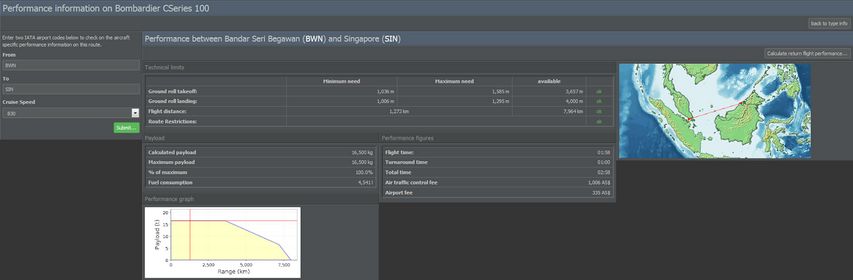 Performance information on Bombardier CSeries 100
back to type info
Enter two IATA airport codes below to check on the aircraft
specific performance information on this route.
From
BWN
To
SIN
Cruise Speed
830
Submit...
Performance between Bandar Seri Begawan (BWN) and Singapore (SIN)
Calculate return flight performance...
Technical limits
Minimum need Maximum need available
Ground roll takeoff: 1,036 m 1,585 m 3,657 m ok
Ground roll landing: 1,006 m 1,295 m 4,000 m ok
Flight distance: 1,272 km 7,964 km ok
Route Restrictions: ok
Payload
Calculated payload 16,500 kg
Maximum payload 16,500 kg
% of maximum 100.0%
Fuel consumption 4,541 l
Performance figures
Flight time: 01:58
Turnaround time 01:00
Total time 02:58
Air traffic control fee 1,006 AS$
Airport fee 335 AS$
Performance graph
Payload (t)
20
15
10
5
0
0 2,500 5,000 7,500
Range (km)